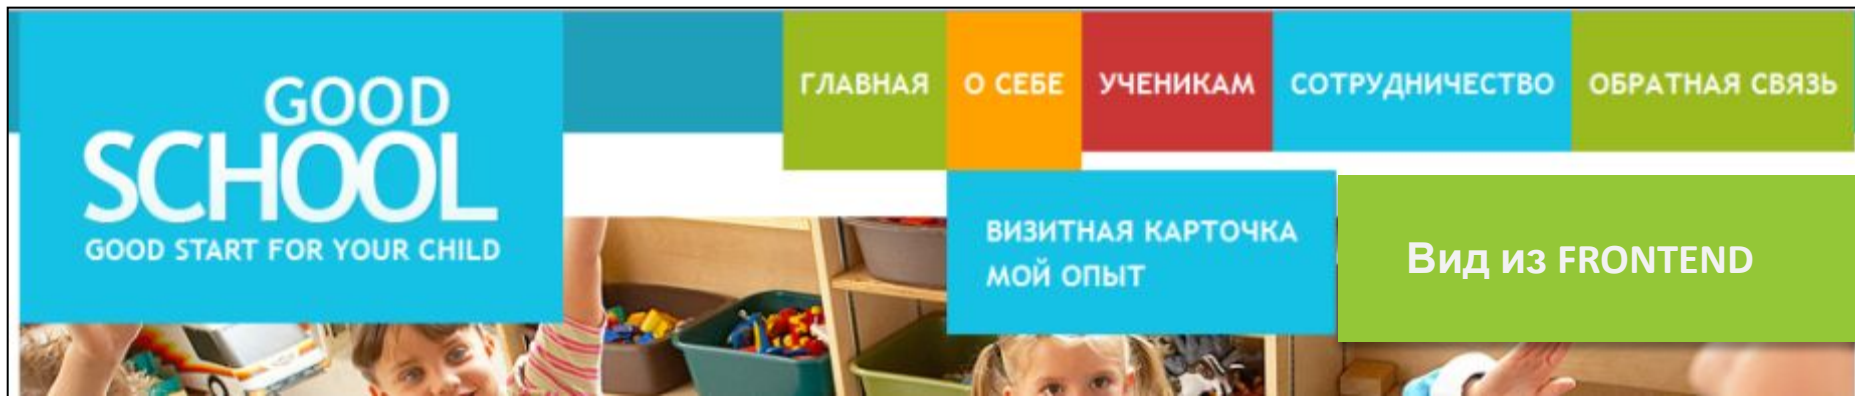 GOOD
SCHOOL
GOOD START FOR YOUR CHILD
ГЛАВНАЯ
О СЕБЕ
УЧЕНИКАМ
СОТРУДНИЧЕСТВО
ОБРАТНАЯ СВЯЗЬ
ВИЗИТНАЯ КАРТОЧКА
МОЙ ОПЫТ
Вид из FRONTEND